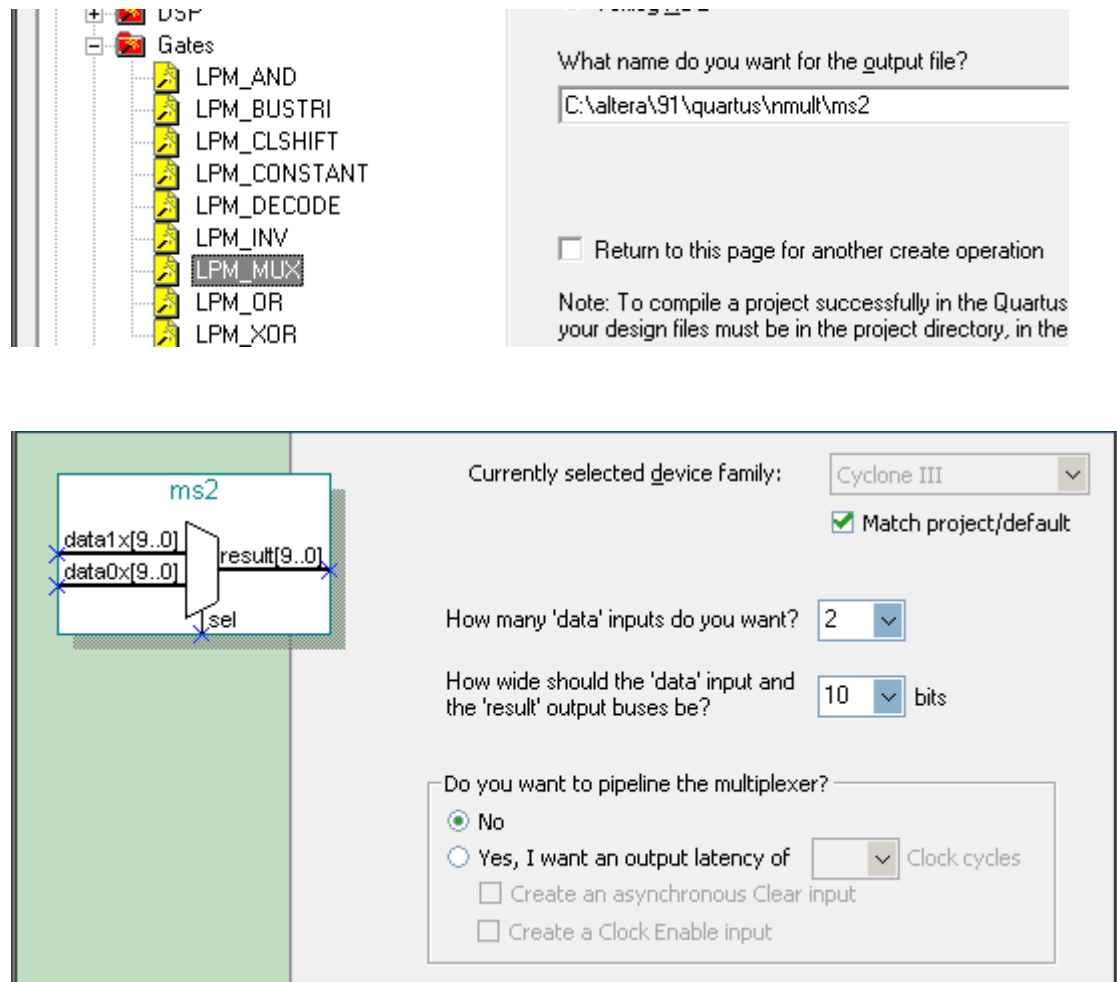 DSP
Gates
LPM_AND
LPM_BUSTRI
LPM_CLSHIFT
LPM_CONSTANT
LPM_DECODE
LPM_INV
LPM_MUX
LPM_OR
LPM_XOR
What name do you want for the output file?
C:\altera\91\quartus\nmult\ms2
Return to this page for another create operation
Note: To compile a project successfully in the Quartus
your design files must be in the project directory, in the
ms2
data1x[9..0]
data0x[9..0]
result[9..0]
sel
Currently selected device family:
Cyclone III
Match project/default
How many 'data' inputs do you want?
2
How wide should the 'data' input and
the 'result' output buses be?
10
bits
Do you want to pipeline the multiplexer?
No
Yes, I want an output latency of
Clock cycles
Create an asynchronous Clear input
Create a Clock Enable input